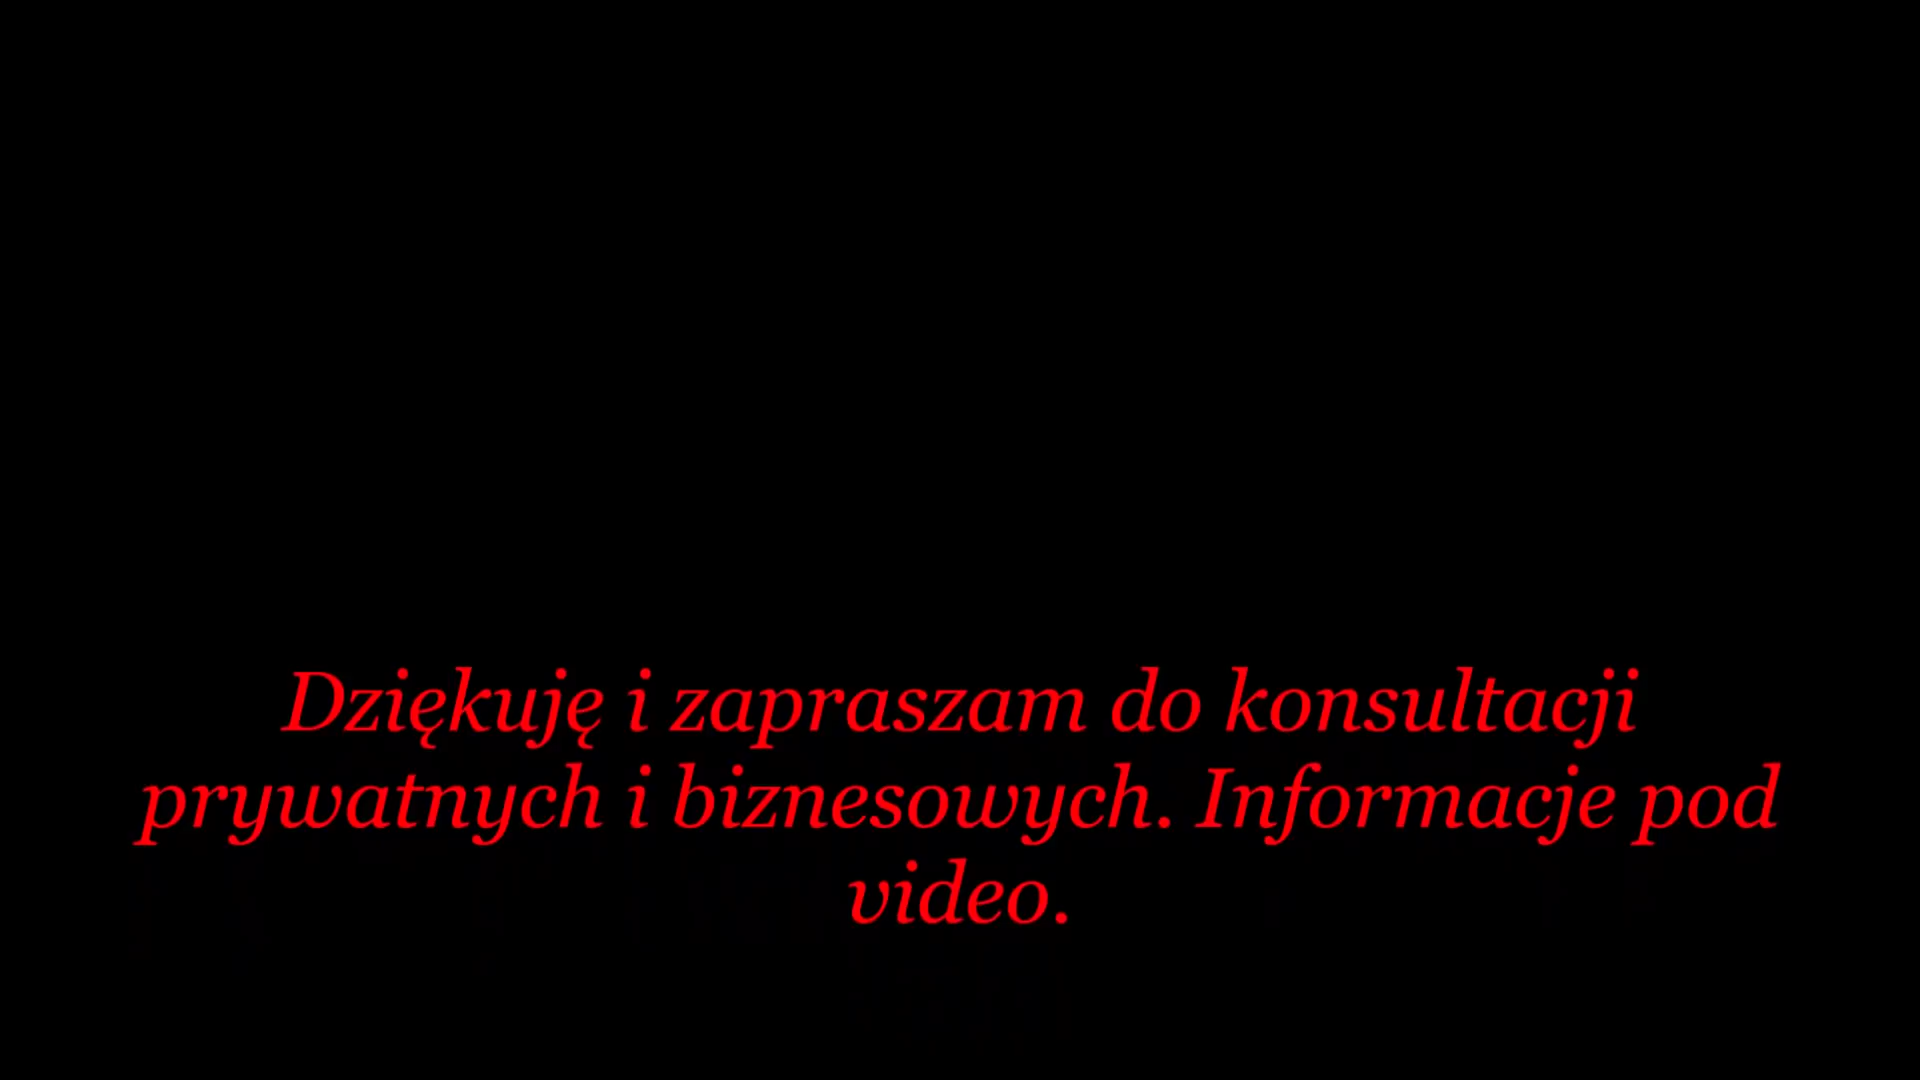 Dziękuję i zapraszam do konsultacji
prywatnych i biznesowych. Informacje pod
video.